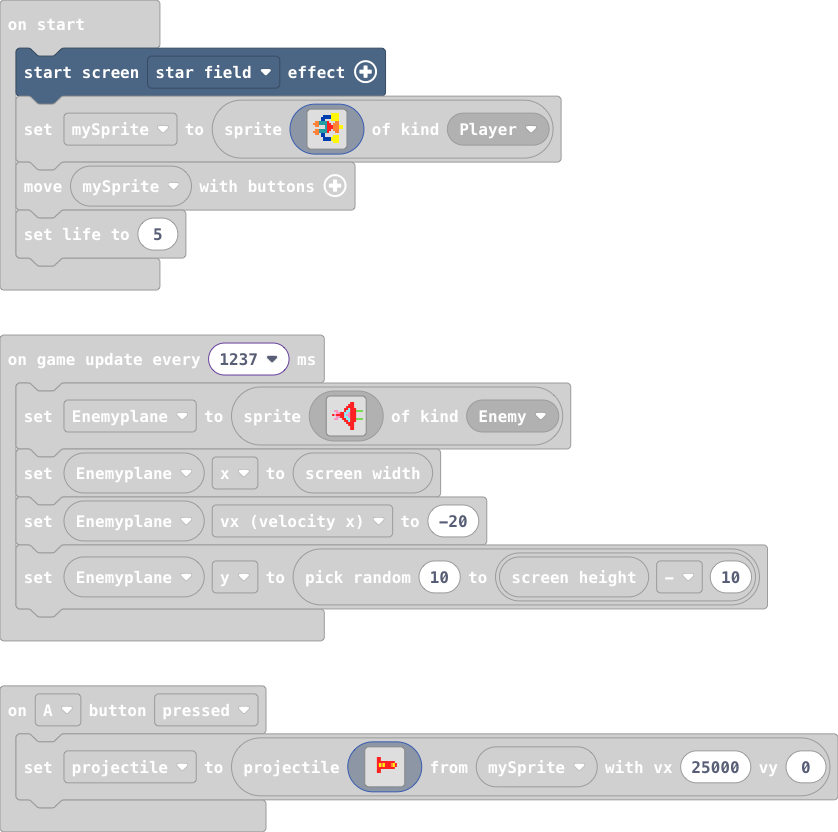 on start
start screen star field effect
set mySprite to sprite of kind Player
move mySprite with buttons
set life to 5
on game update every 1237 ms
set Enemyplane to sprite of kind Enemy
set Enemyplane x to screen width
set Enemyplane vx (velocity x) to -20
set Enemyplane y to pick random 10 to screen height - 10
on A button pressed
set projectile to projectile from mySprite with vx 25000 vy 0